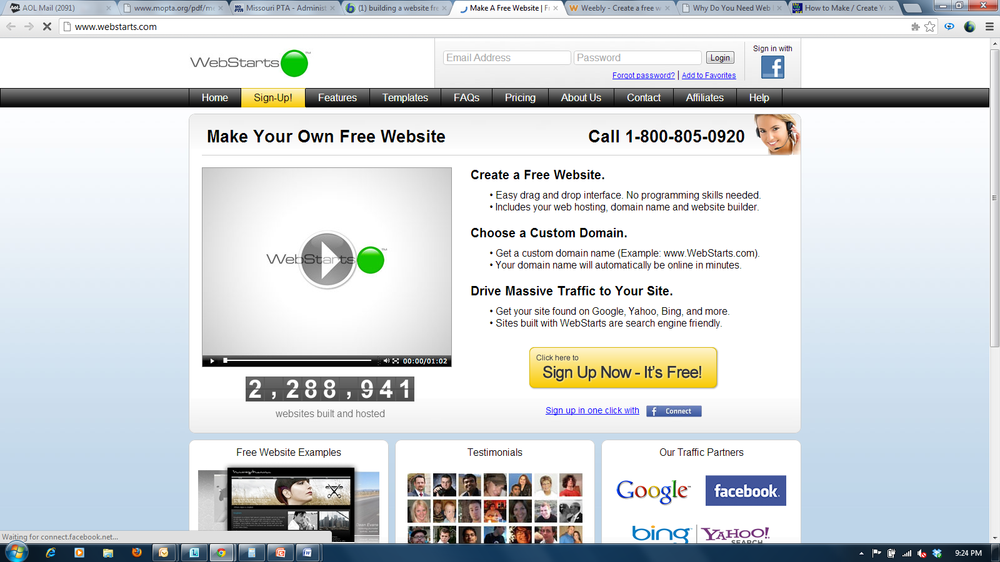 AOL Mail (2091)
www.mopta.org/pdf/me
Missouri PTA - Administ
(1) building a website fre
Make A Free Website | Fr
Weebly - Create a free w
Why Do You Need Web
How to Make / Create Y
www.webstarts.com
WebStarts™
Email Address
Password
Login
Sign in with
Forgot password? | Add to Favorites
Home
Sign-Up!
Features
Templates
FAQs
Pricing
About Us
Contact
Affiliates
Help
Make Your Own Free Website
Call 1-800-805-0920
WebStarts™
00:00/01:02
2,288,941
websites built and hosted
Create a Free Website.
• Easy drag and drop interface. No programming skills needed.
• Includes your web hosting, domain name and website builder.
Choose a Custom Domain.
• Get a custom domain name (Example: www.WebStarts.com).
• Your domain name will automatically be online in minutes.
Drive Massive Traffic to Your Site.
• Get your site found on Google, Yahoo, Bing, and more.
• Sites built with WebStarts are search engine friendly.
Click here to
Sign Up Now - It's Free!
Sign up in one click with
f Connect
Free Website Examples
Testimonials
Our Traffic Partners
Google™
facebook.
bing
YAHOO!
SEARCH
Dean Evans
Waiting for connect.facebook.net...
9:24 PM